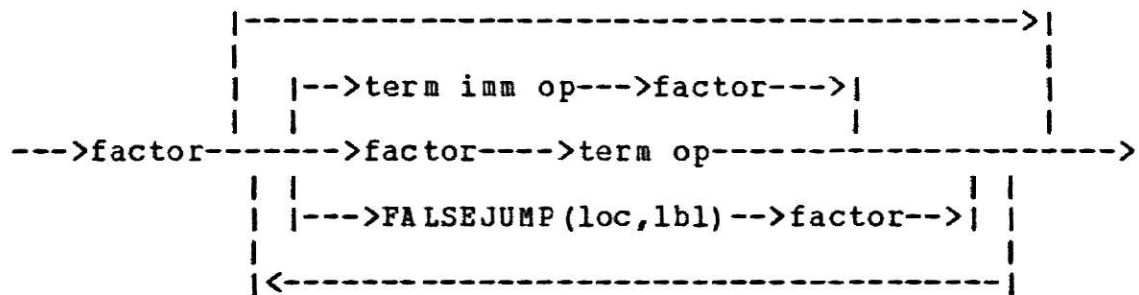 |--------------------------------------->|
|                                        |
|  |-->term imm op--->factor--->|        |
|  |                            |        |
--->factor------->factor---->term op--------------------->
| |                                 | |
| |--->FALSEJUMP(loc,lbl)-->factor-->| |
|                                     |
|<------------------------------------|